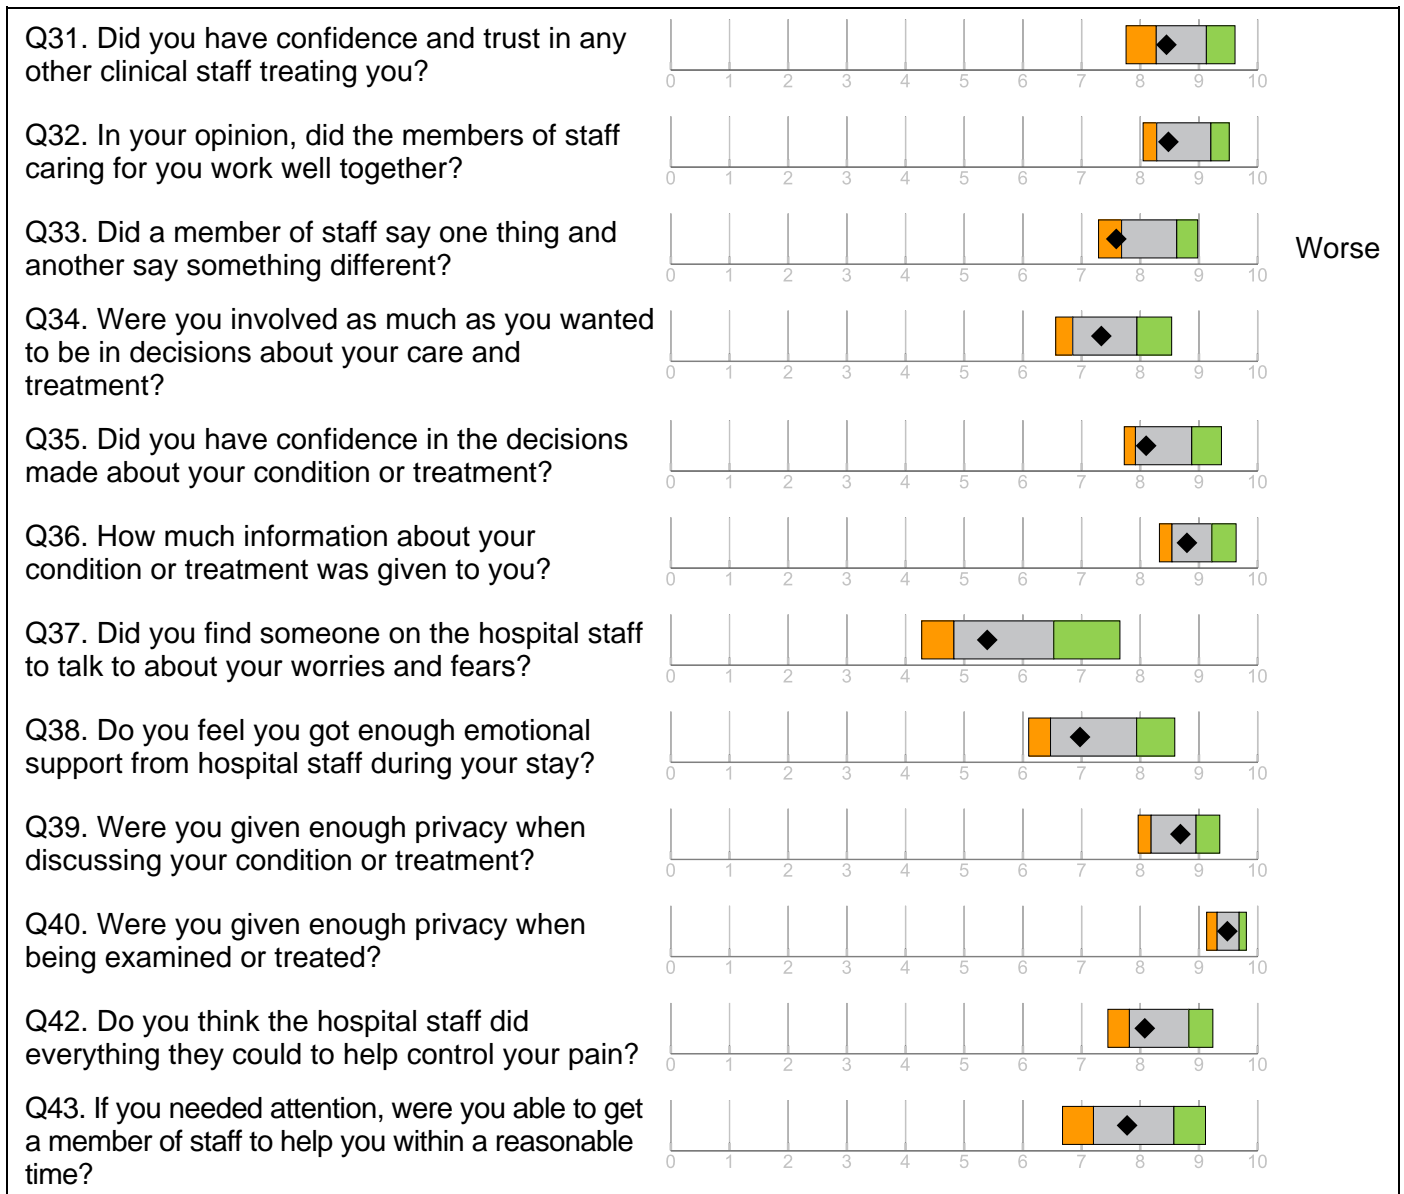 Q31. Did you have confidence and trust in any
other clinical staff treating you?
0 1 2 3 4 5 6 7 8 9 10
Q32. In your opinion, did the members of staff
caring for you work well together?
0 1 2 3 4 5 6 7 8 9 10
Q33. Did a member of staff say one thing and
another say something different?
Worse
0 1 2 3 4 5 6 7 8 9 10
Q34. Were you involved as much as you wanted
to be in decisions about your care and
treatment?
0 1 2 3 4 5 6 7 8 9 10
Q35. Did you have confidence in the decisions
made about your condition or treatment?
0 1 2 3 4 5 6 7 8 9 10
Q36. How much information about your
condition or treatment was given to you?
0 1 2 3 4 5 6 7 8 9 10
Q37. Did you find someone on the hospital staff
to talk to about your worries and fears?
0 1 2 3 4 5 6 7 8 9 10
Q38. Do you feel you got enough emotional
support from hospital staff during your stay?
0 1 2 3 4 5 6 7 8 9 10
Q39. Were you given enough privacy when
discussing your condition or treatment?
0 1 2 3 4 5 6 7 8 9 10
Q40. Were you given enough privacy when
being examined or treated?
0 1 2 3 4 5 6 7 8 9 10
Q42. Do you think the hospital staff did
everything they could to help control your pain?
0 1 2 3 4 5 6 7 8 9 10
Q43. If you needed attention, were you able to get
a member of staff to help you within a reasonable
time?
0 1 2 3 4 5 6 7 8 9 10